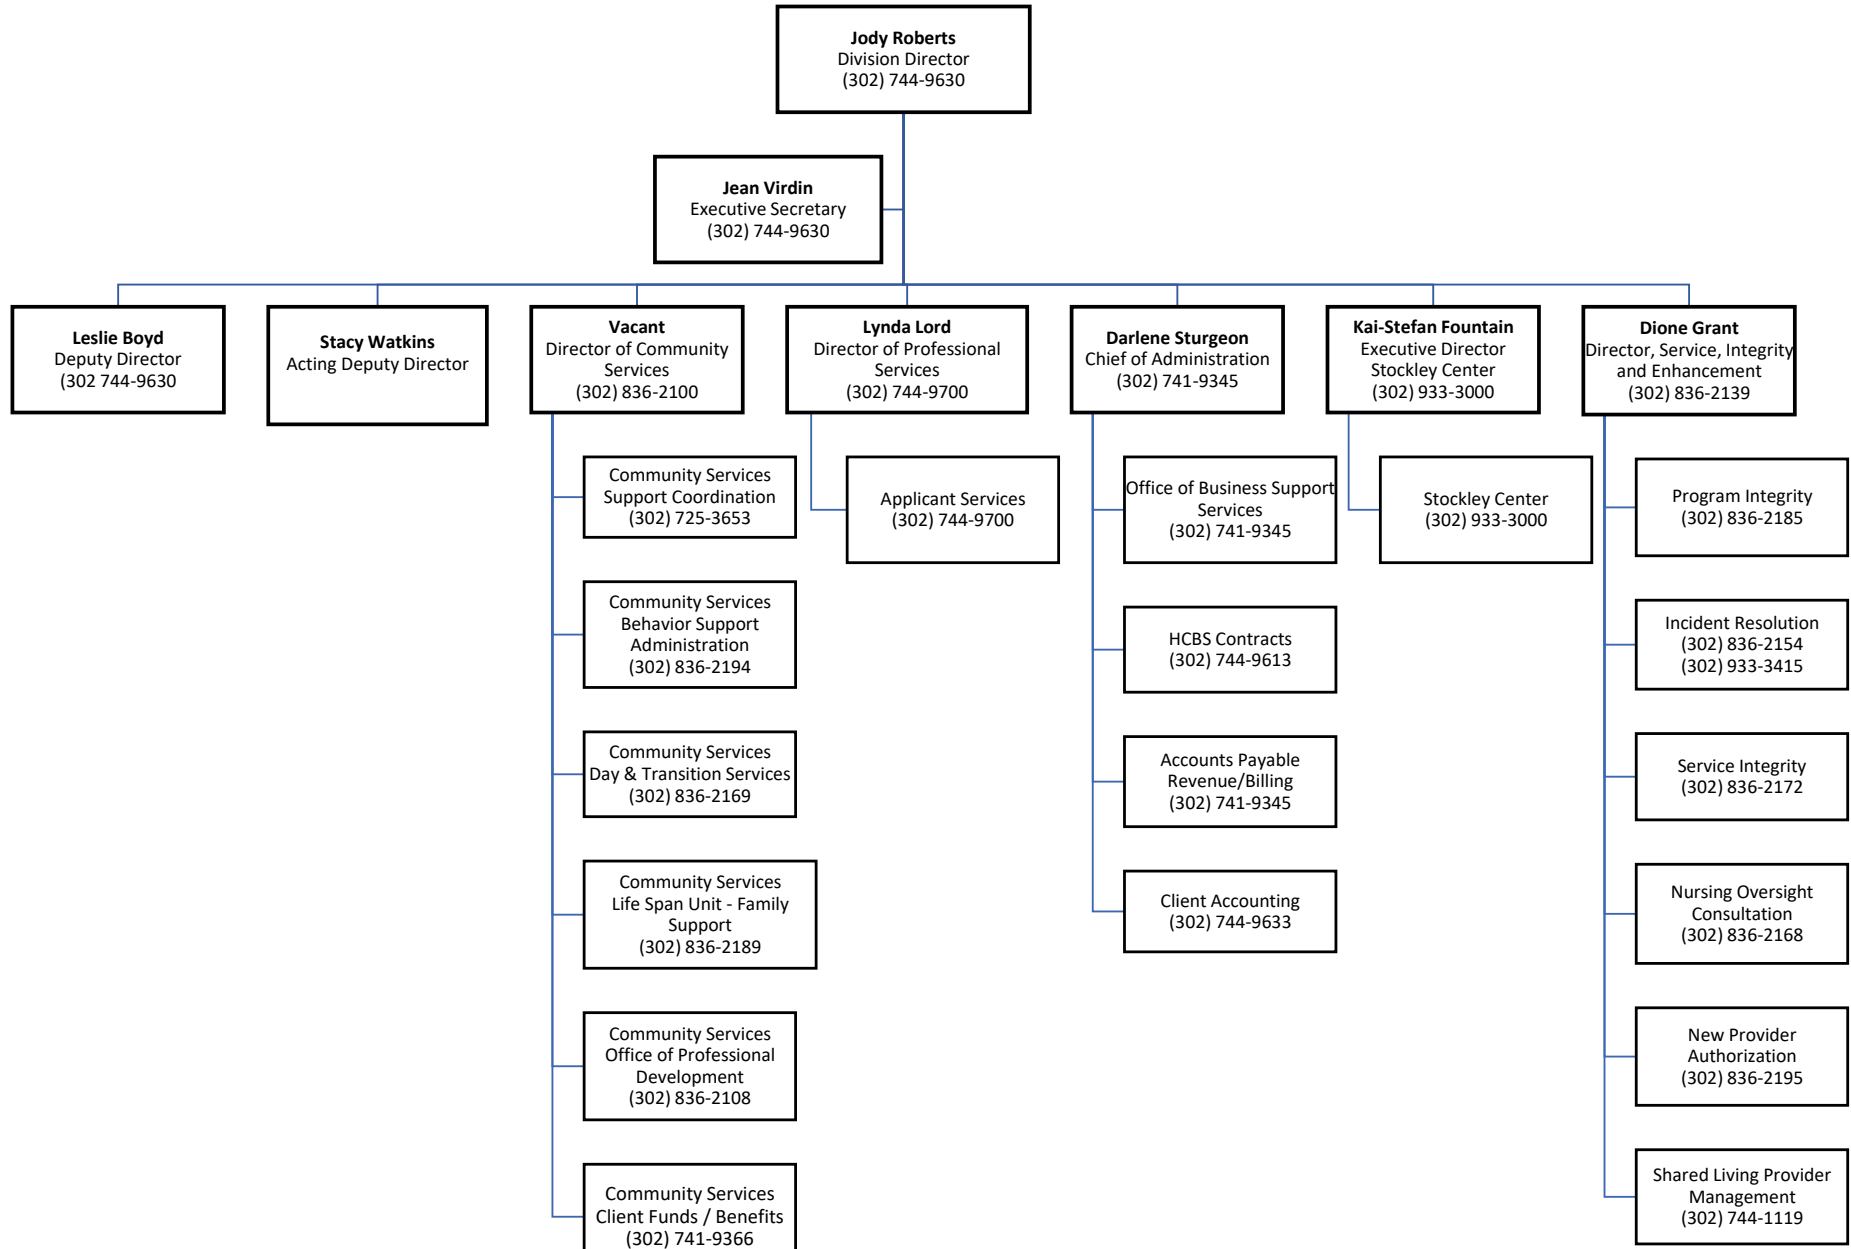 Jody Roberts
Division Director
(302) 744-9630
Jean Virdin
Executive Secretary
(302) 744-9630
Leslie Boyd
Deputy Director
(302 744-9630
Stacy Watkins
Acting Deputy Director
Vacant
Director of Community
Services
(302) 836-2100
Lynda Lord
Director of Professional
Services
(302) 744-9700
Darlene Sturgeon
Chief of Administration
(302) 741-9345
Kai-Stefan Fountain
Executive Director
Stockley Center
(302) 933-3000
Dione Grant
Director, Service, Integrity
and Enhancement
(302) 836-2139
Community Services
Support Coordination
(302) 725-3653
Community Services
Behavior Support
Administration
(302) 836-2194
Community Services
Day & Transition Services
(302) 836-2169
Community Services
Life Span Unit - Family
Support
(302) 836-2189
Community Services
Office of Professional
Development
(302) 836-2108
Community Services
Client Funds / Benefits
(302) 741-9366
Applicant Services
(302) 744-9700
Office of Business Support
Services
(302) 741-9345
HCBS Contracts
(302) 744-9613
Accounts Payable
Revenue/Billing
(302) 741-9345
Client Accounting
(302) 744-9633
Stockley Center
(302) 933-3000
Program Integrity
(302) 836-2185
Incident Resolution
(302) 836-2154
(302) 933-3415
Service Integrity
(302) 836-2172
Nursing Oversight
Consultation
(302) 836-2168
New Provider
Authorization
(302) 836-2195
Shared Living Provider
Management
(302) 744-1119